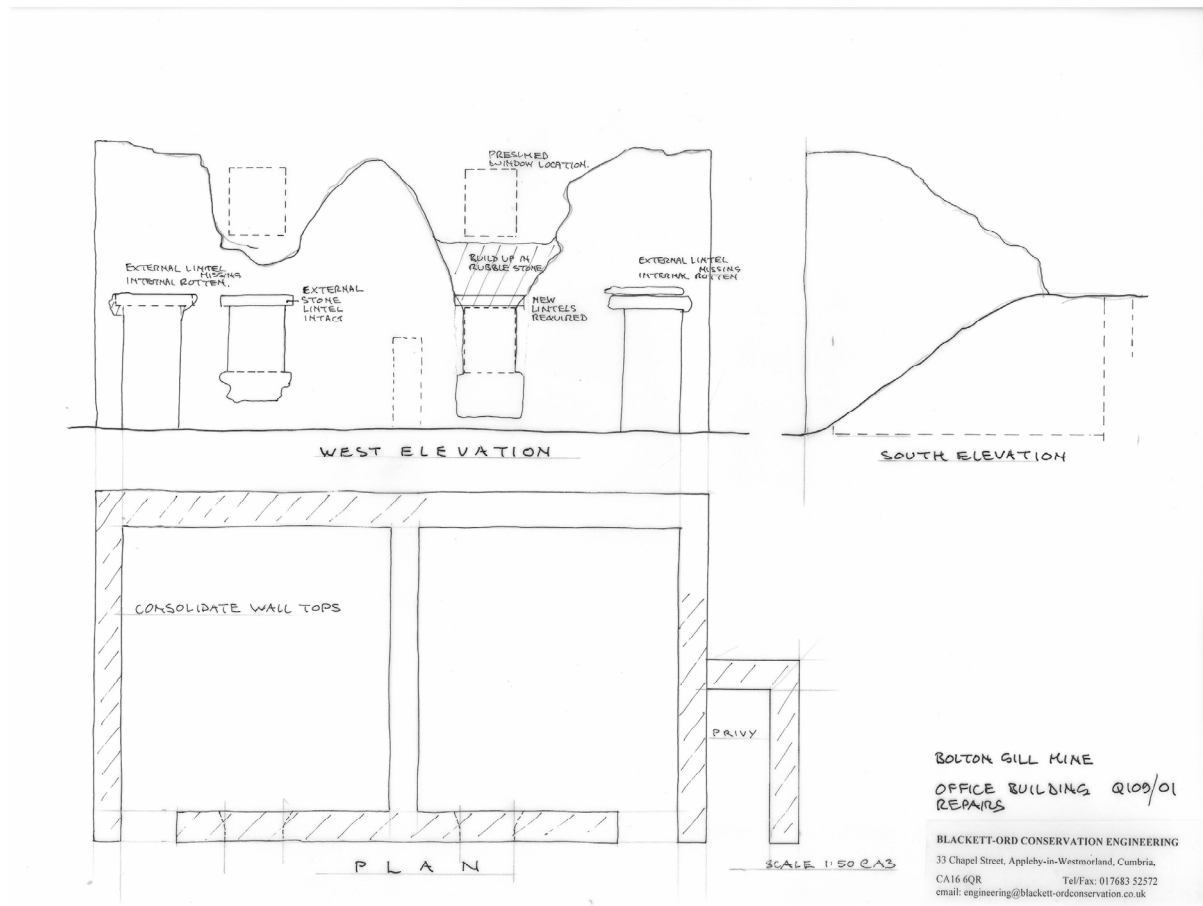 PRESUMED
WINDOW LOCATION.
BUILD UP IN
RUBBLE STONE
EXTERNAL LINTEL
MISSING
INTERNAL ROTTEN.
EXTERNAL
STONE
LINTEL
INTACT
NEW
LINTELS
REQUIRED
EXTERNAL LINTEL
MISSING
INTERNAL ROTTEN
WEST ELEVATION
SOUTH ELEVATION
CONSOLIDATE WALL TOPS
PRIVY
PLAN
SCALE 1:50 @A3
BOLTON GILL MINE
OFFICE BUILDING Q109/01
REPAIRS
BLACKETT-ORD CONSERVATION ENGINEERING
33 Chapel Street, Appleby-in-Westmorland, Cumbria,
CA16 6QR Tel/Fax: 017683 52572
email: engineering@blackett-ordconservation.co.uk